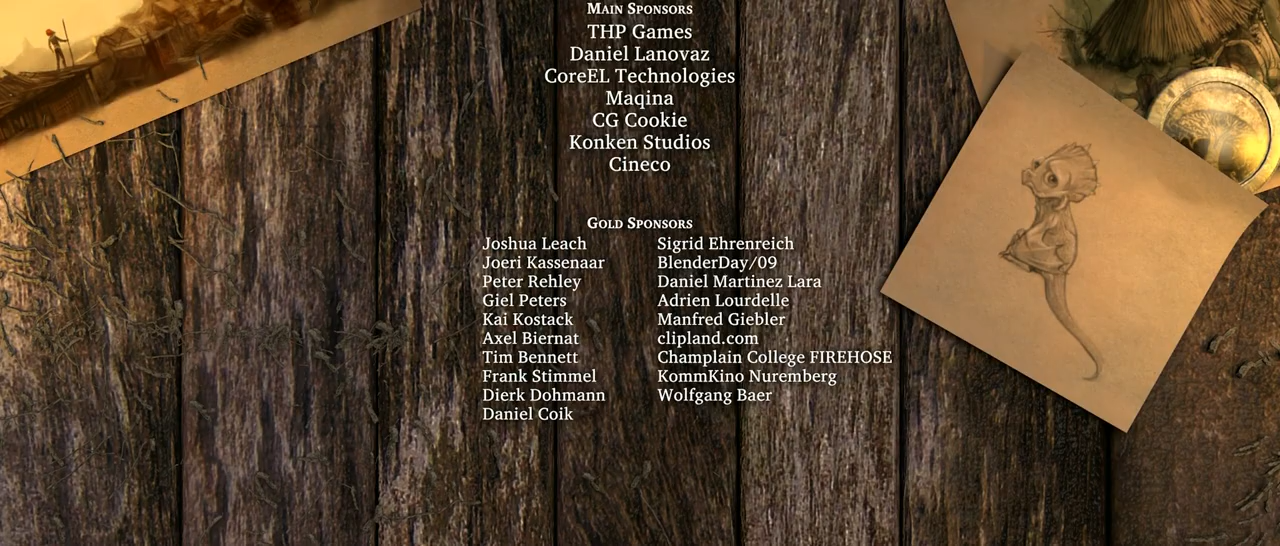 Main Sponsors
THP Games
Daniel Lanovaz
CoreEL Technologies
Maqina
CG Cookie
Konken Studios
Cineco
Gold Sponsors
Joshua Leach
Joeri Kassenaar
Peter Rehley
Giel Peters
Kai Kostack
Axel Biernat
Tim Bennett
Frank Stimmel
Dierk Dohmann
Daniel Coik
Sigrid Ehrenreich
BlenderDay/09
Daniel Martinez Lara
Adrien Lourdelle
Manfred Giebler
clipland.com
Champlain College FIREHOSE
KommKino Nuremberg
Wolfgang Baer